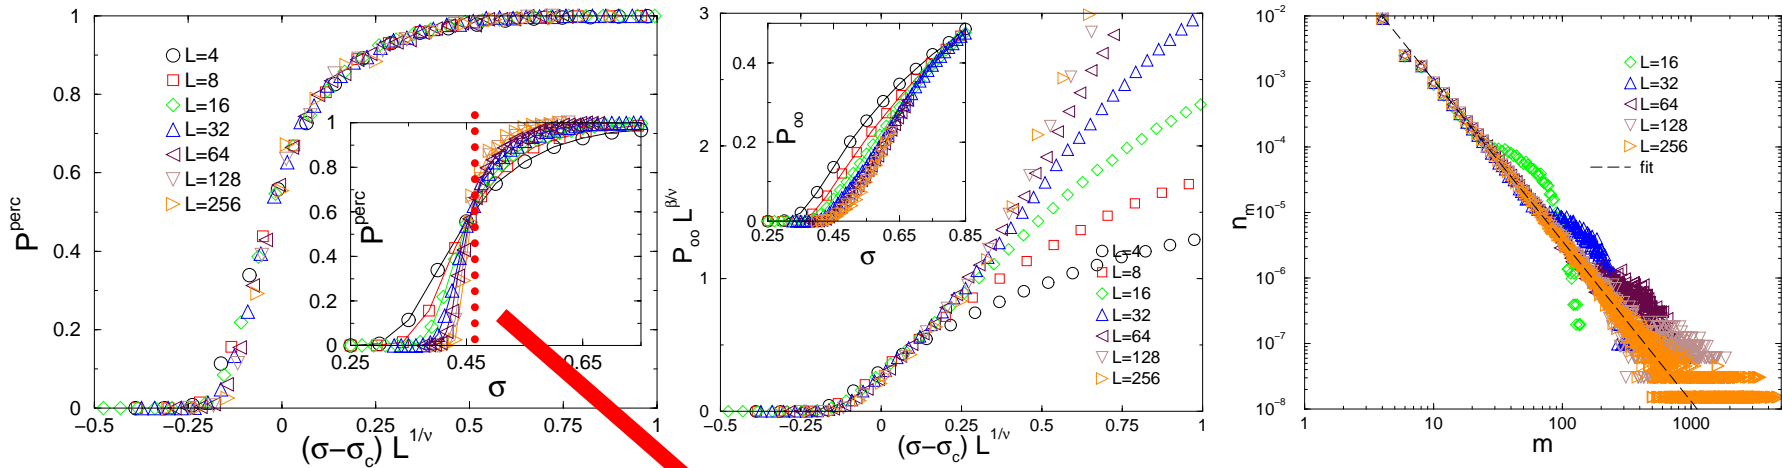 1
0.8
0.6
0.4
0.2
0
P^perc
L=4
L=8
L=16
L=32
L=64
L=128
L=256
1
0.8
0.6
0.4
0.2
0
P^perc
0.25
0.45
0.65
σ
−0.5
−0.25
0
0.25
0.5
0.75
1
(σ−σ_c) L^1/ν
3
2
1
0
P_oo L^β/ν
0.4
0.2
0
P_oo
0.25
0.45
0.65
0.85
σ
L=4
L=8
L=16
L=32
L=64
L=128
L=256
−0.5
−0.25
0
0.25
0.5
0.75
1
(σ−σ_c) L^1/ν
10^−2
10^−3
10^−4
10^−5
10^−6
10^−7
10^−8
n_m
L=16
L=32
L=64
L=128
L=256
fit
1
10
100
1000
m